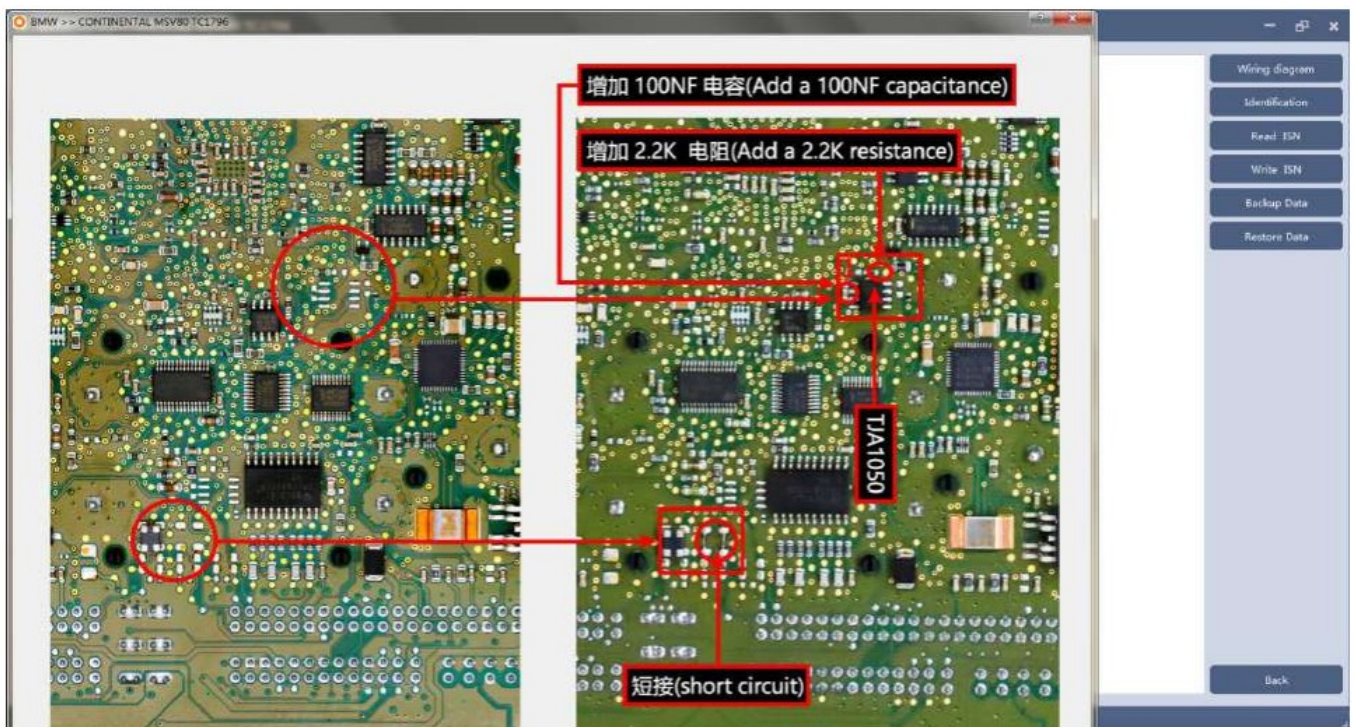 BMW >> CONTINENTAL MSV80 TC1796
增加 100NF 电容(Add a 100NF capacitance)
增加 2.2K 电阻(Add a 2.2K resistance)
TJA1050
短接(short circuit)
Wiring diagram
Identification
Read ISN
Write ISN
Backup Data
Restore Data
Back